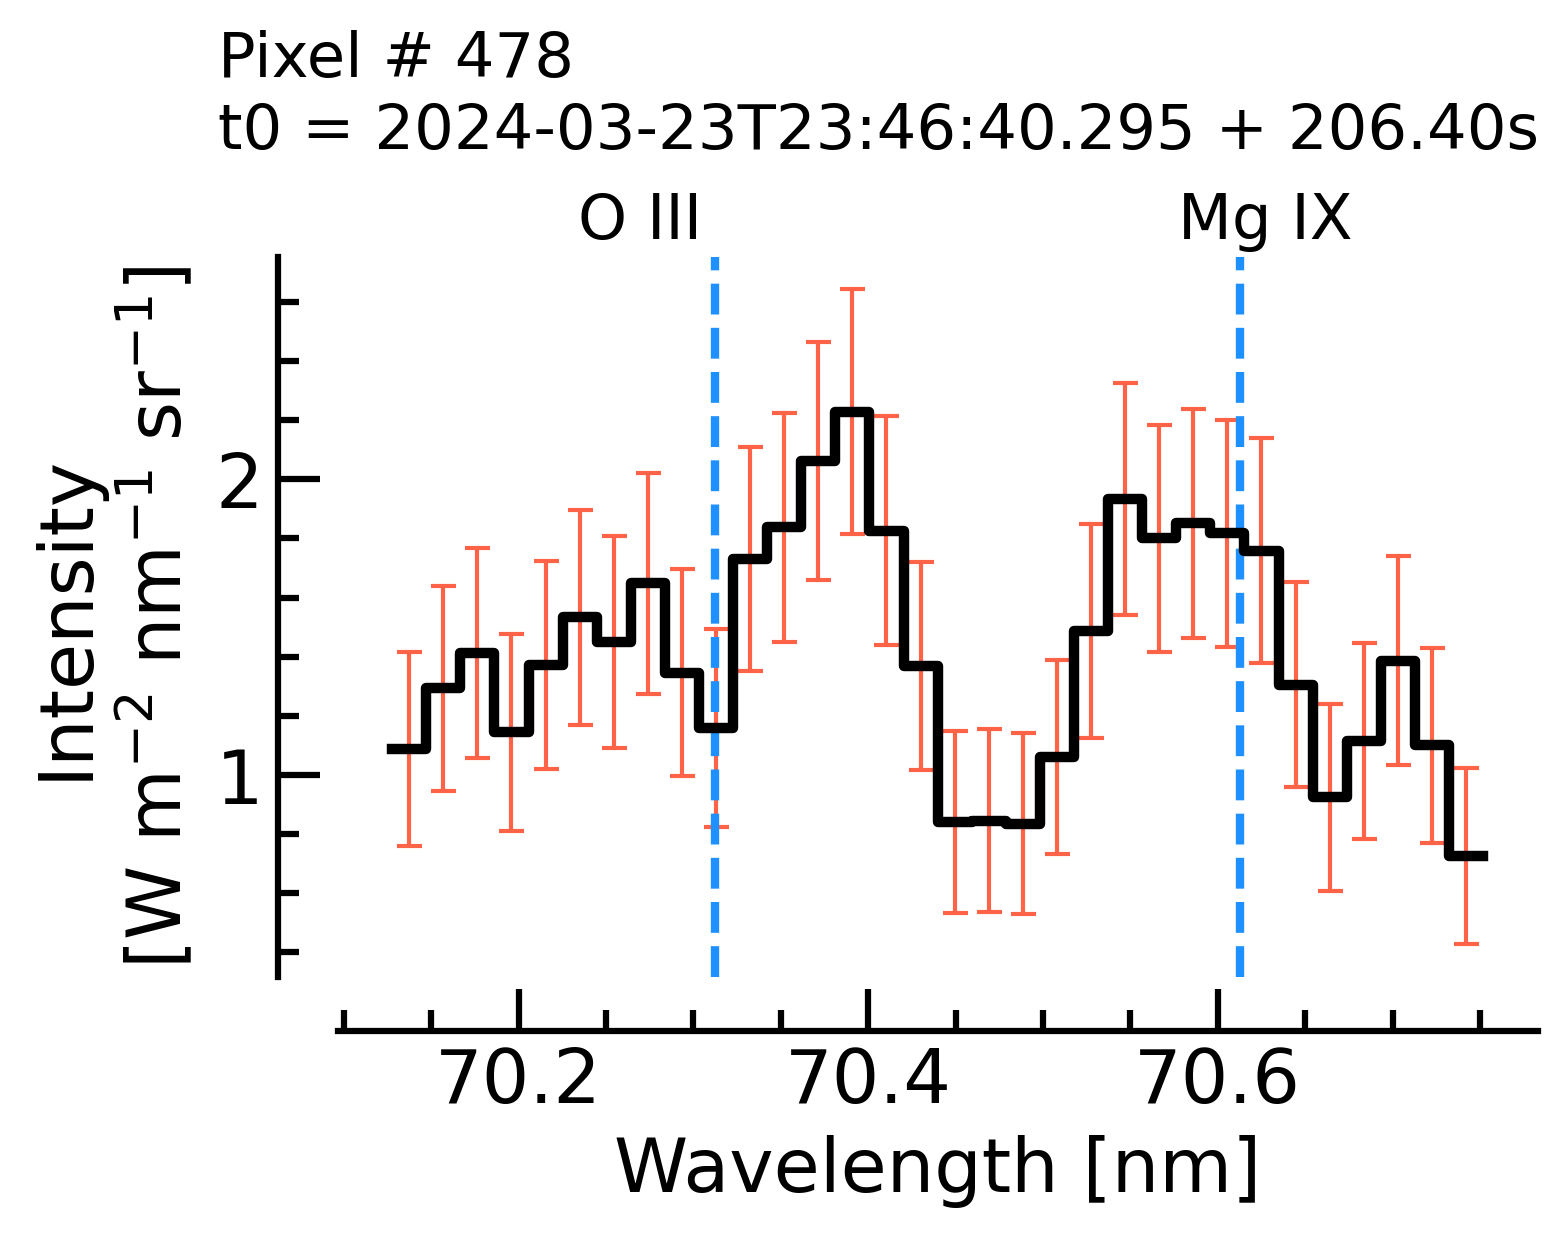 Pixel # 478
t0 = 2024-03-23T23:46:40.295 + 206.40s
O III
Mg IX
Intensity
[W m⁻² nm⁻¹ sr⁻¹]
2
1
70.2
70.4
70.6
Wavelength [nm]